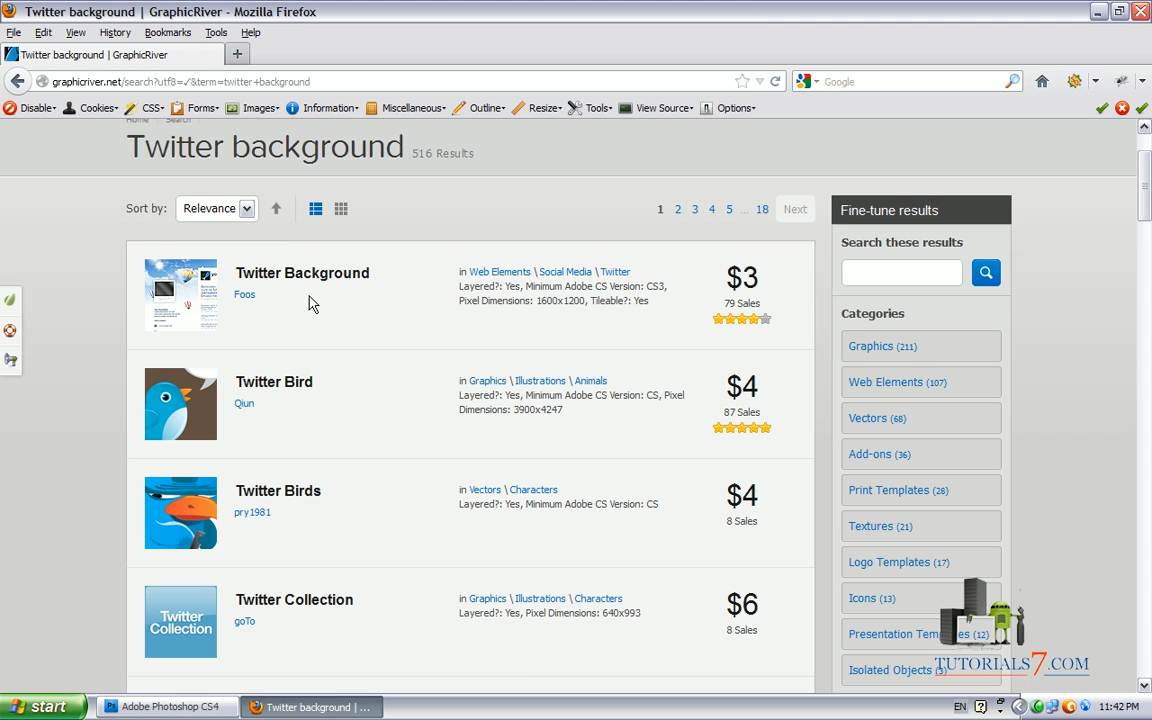 Twitter background | GraphicRiver - Mozilla Firefox
File Edit View History Bookmarks Tools Help
Twitter background | GraphicRiver
graphicriver.net/search?utf8=✓&term=twitter+background
Google
Disable Cookies CSS Forms Images Information Miscellaneous Outline Resize Tools View Source Options
Home Search
Twitter background 516 Results
Sort by: Relevance
1 2 3 4 5 ... 18 Next
Fine-tune results
Search these results
Twitter Background
Foos
in Web Elements \ Social Media \ Twitter
Layered?: Yes, Minimum Adobe CS Version: CS3,
Pixel Dimensions: 1600x1200, Tileable?: Yes
$3
79 Sales
Twitter Bird
Qiun
in Graphics \ Illustrations \ Animals
Layered?: Yes, Minimum Adobe CS Version: CS, Pixel
Dimensions: 3900x4247
$4
87 Sales
Twitter Birds
pry1981
in Vectors \ Characters
Layered?: Yes, Minimum Adobe CS Version: CS
$4
8 Sales
Twitter
Collection
Twitter Collection
goTo
in Graphics \ Illustrations \ Characters
Layered?: Yes, Pixel Dimensions: 640x993
$6
8 Sales
Categories
Graphics (211)
Web Elements (107)
Vectors (68)
Add-ons (36)
Print Templates (28)
Textures (21)
Logo Templates (17)
Icons (13)
Presentation Temp es (12)
Isolated Objects (3)
TUTORIALS7.COM
start
Adobe Photoshop CS4
Twitter background | ...
EN
11:42 PM